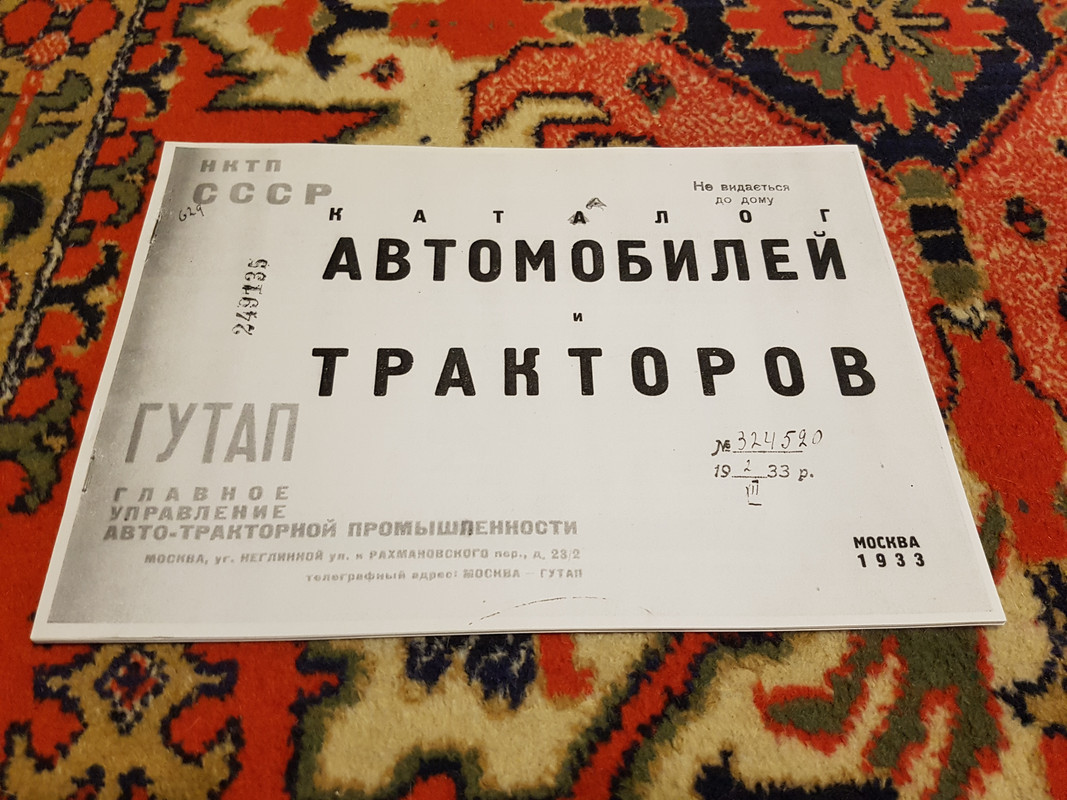 НКТП
СССР
629
Не видається
до дому
КАТАЛОГ
АВТОМОБИЛЕЙ
и
ТРАКТОРОВ
249135
ГУТАП
ГЛАВНОЕ
УПРАВЛЕНИЕ
АВТО-ТРАКТОРНОЙ ПРОМЫШЛЕННОСТИ
МОСКВА, уг. НЕГЛИННОЙ ул. и РАХМАНОВСКОГО пер., д. 23/2
телеграфный адрес: МОСКВА – ГУТАП
№ 324520
19 2 33 р.
VII
МОСКВА
1933